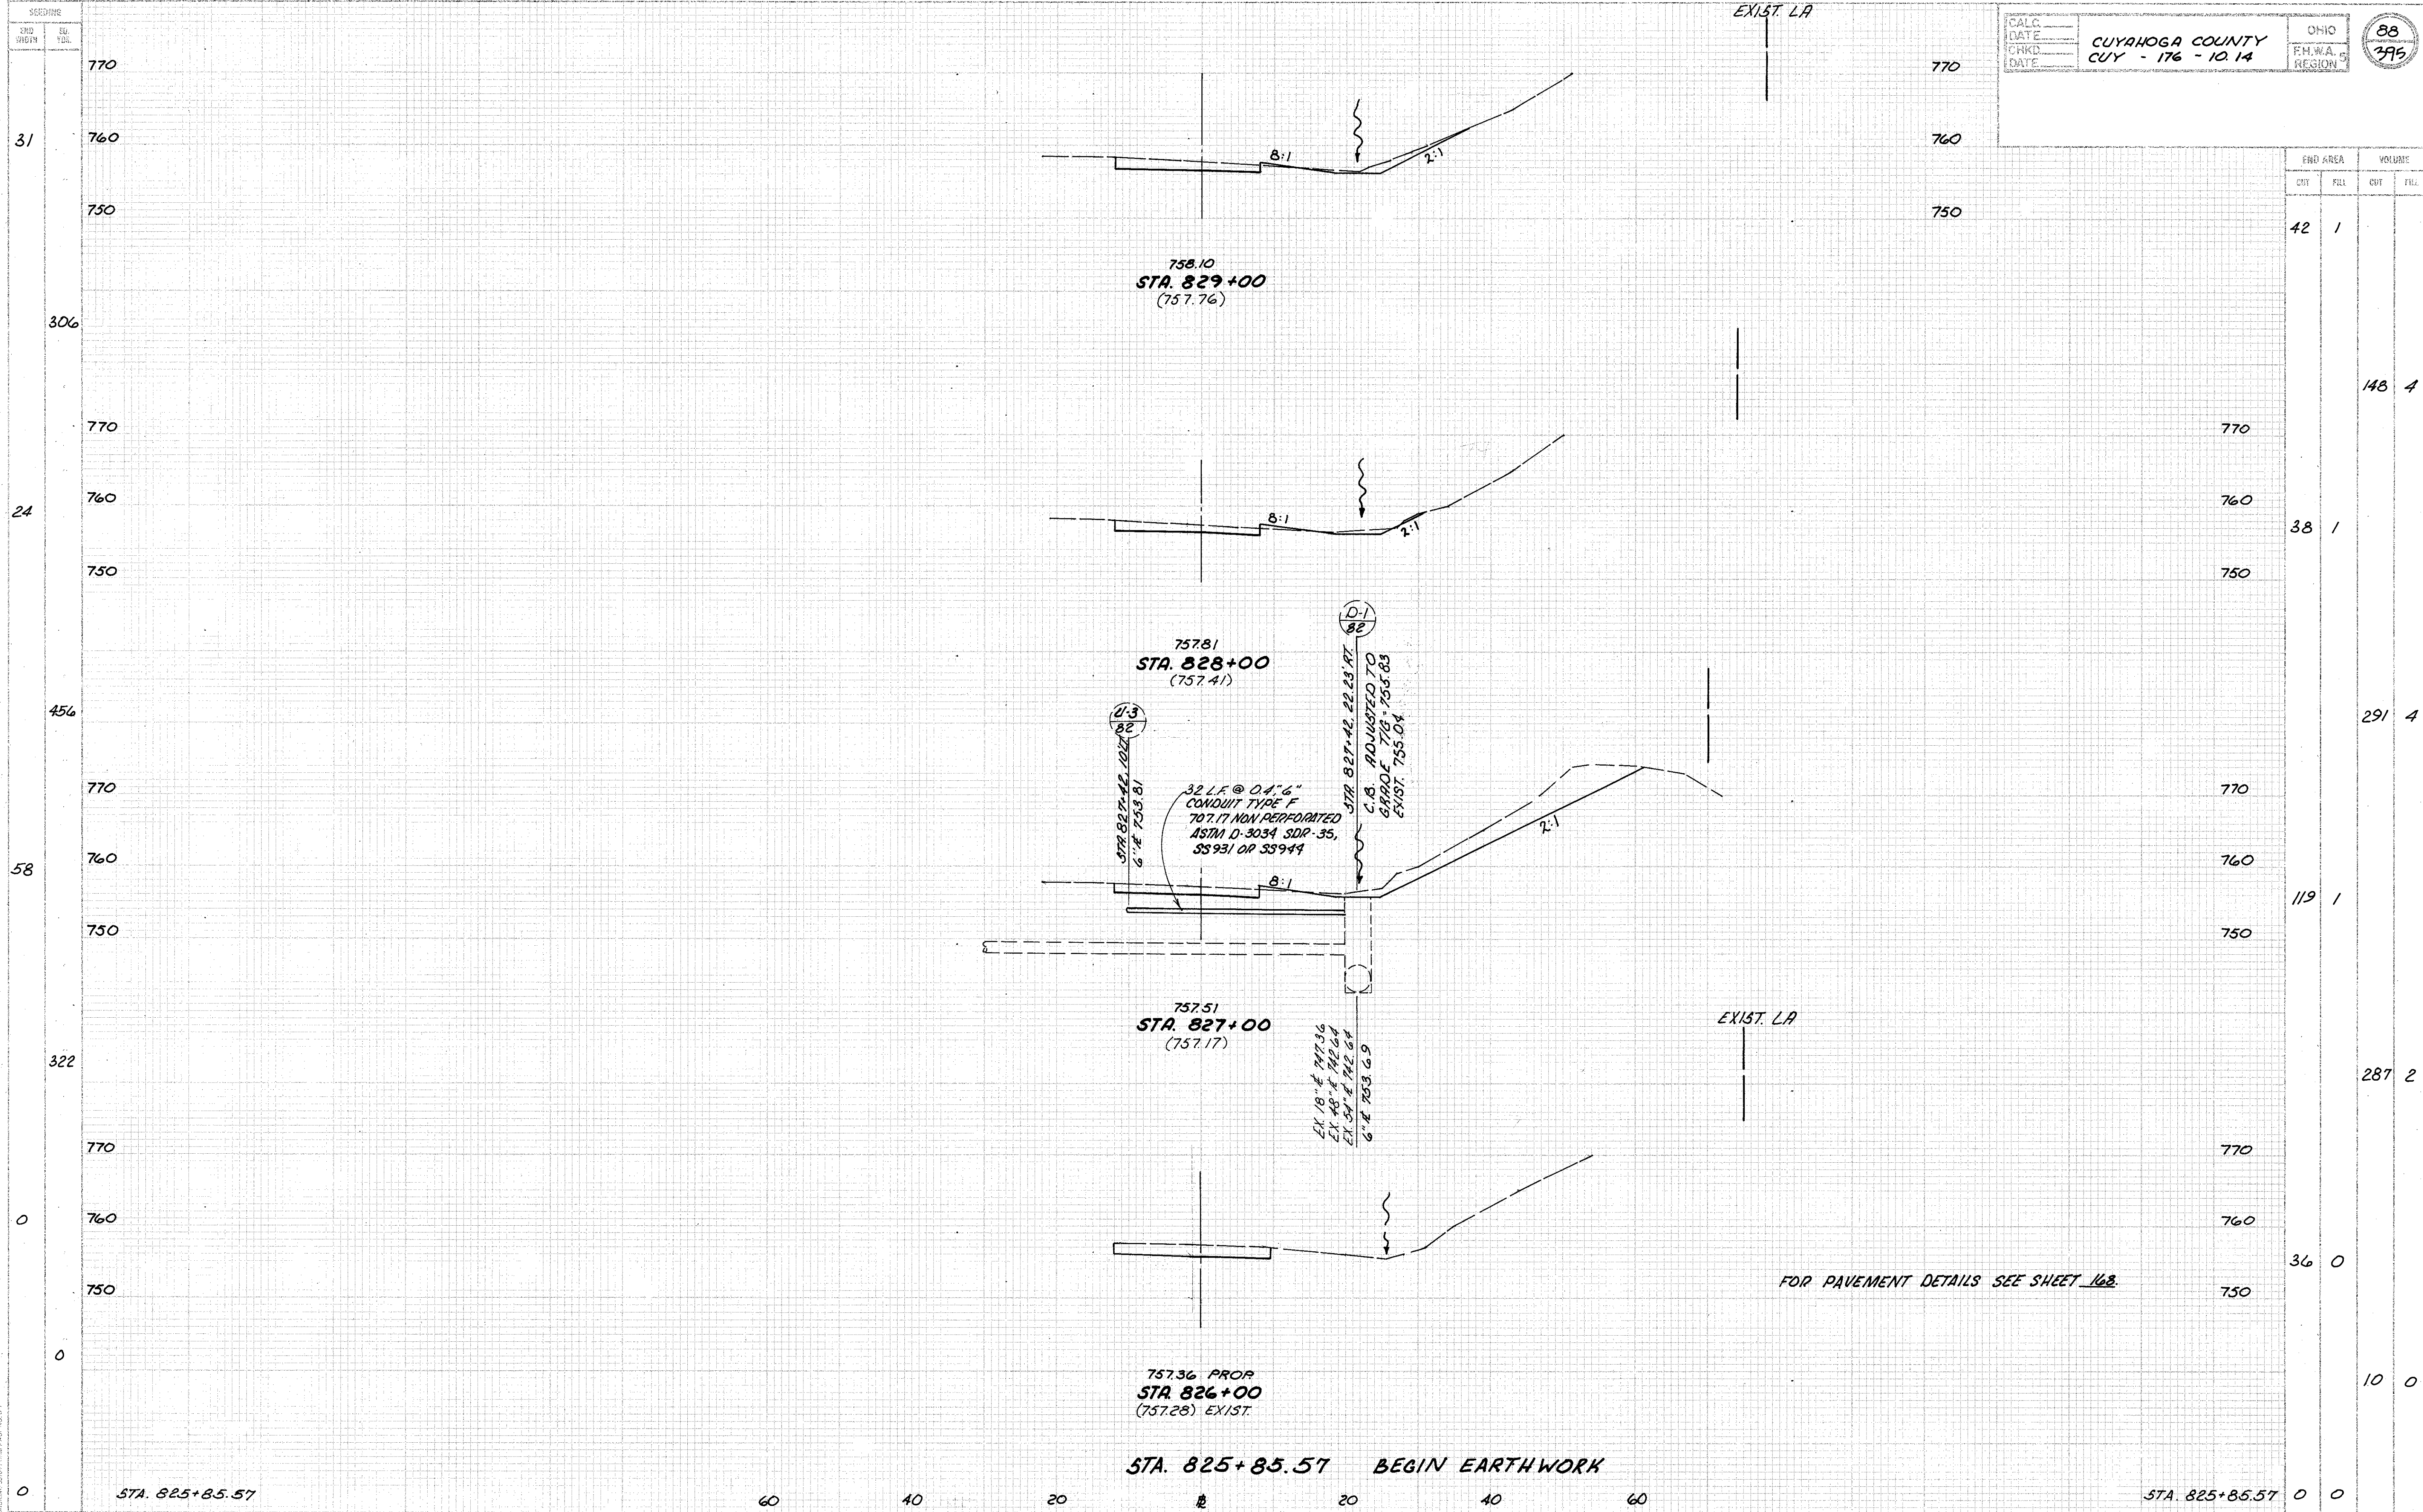 SEEDING
END WIDTH
SQ. YDS.
EXIST. LA
CALC.
DATE
CHKD.
DATE
CUYAHOGA COUNTY
CUY - 176 - 10.14
OHIO
F.H.W.A. 5
REGION
88
395
END AREA
VOLUME
CUT FILL CUT FILL
770 770
31 760 760
8:1 2:1
750 750
42 1
758.10
STA. 829+00
(757.76)
306
148 4
770 770
24 760 760
8:1 2:1
38 1
750 750
D-1
82
STA. 827+42, 22.23' RT.
C.B. ADJUSTED TO
GRADE T/G = 755.83
EXIST. 755.04
757.81
STA. 828+00
(757.41)
456
291 4
U-3
82
STA 827+42, 10' LT
6" ℄ 753.81
32 L.F. @ 0.4", 6"
CONDUIT TYPE F
707.17 NON PERFORATED
ASTM D-3034 SDR-35,
SS931 OR SS944
770 770
2:1
58 760 760
8:1
119 1
750 750
757.51
STA. 827+00
(757.17)
EX. 18" ℄ 747.36
EX. 48" ℄ 742.64
EX. 54" ℄ 742.64
6" ℄ 753.69
EXIST. LA
322
287 2
770 770
0 760 760
36 0
750 750
FOR PAVEMENT DETAILS SEE SHEET 168.
0
757.36 PROP.
STA. 826+00
(757.28) EXIST.
10 0
STA. 825+85.57 BEGIN EARTHWORK
0 STA. 825+85.57
60 40 20 ℄ 20 40 60
STA. 825+85.57 0 0